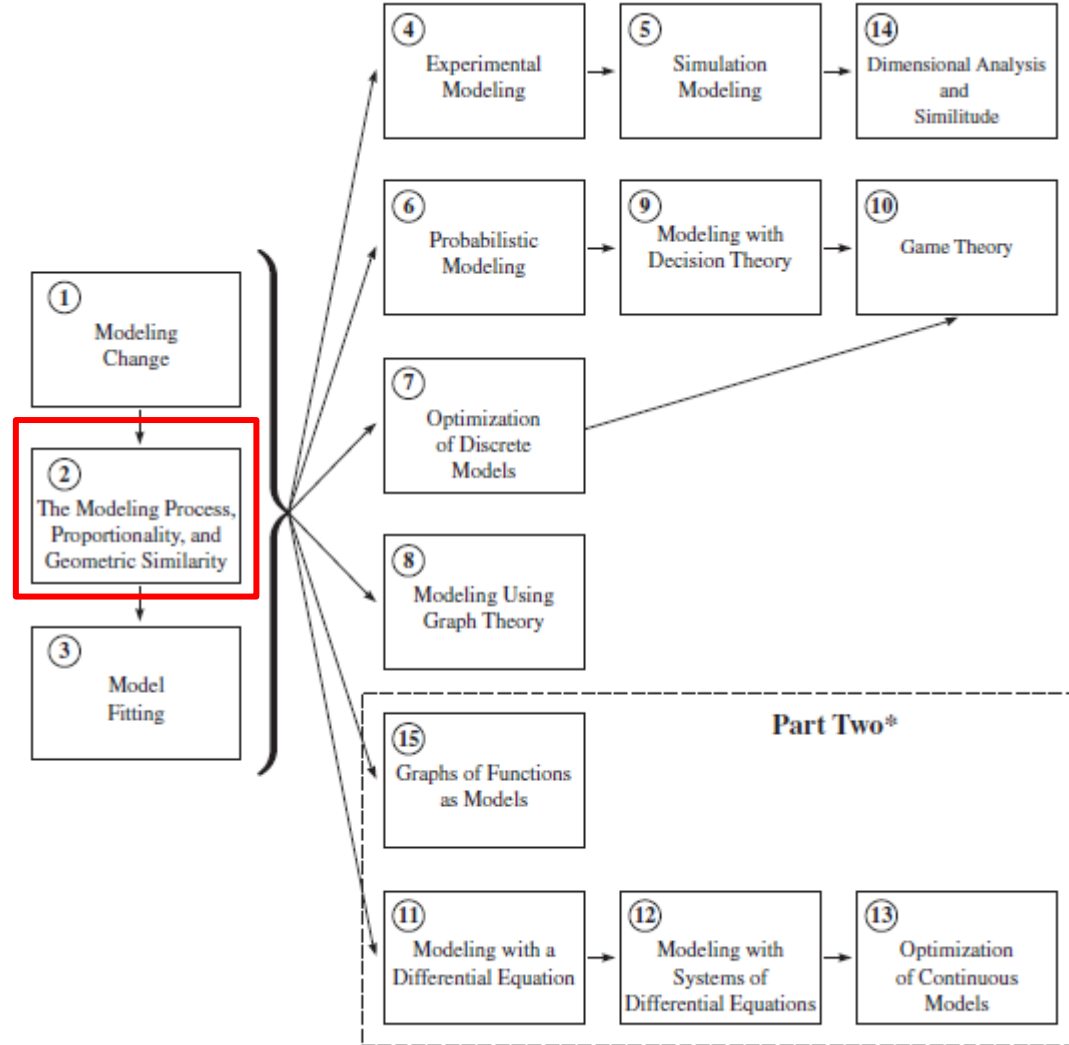 1
Modeling
Change
2
The Modeling Process,
Proportionality, and
Geometric Similarity
3
Model
Fitting
4
Experimental
Modeling
5
Simulation
Modeling
14
Dimensional Analysis
and
Similitude
6
Probabilistic
Modeling
9
Modeling with
Decision Theory
10
Game Theory
7
Optimization
of Discrete
Models
8
Modeling Using
Graph Theory
Part Two*
15
Graphs of Functions
as Models
11
Modeling with a
Differential Equation
12
Modeling with
Systems of
Differential Equations
13
Optimization
of Continuous
Models